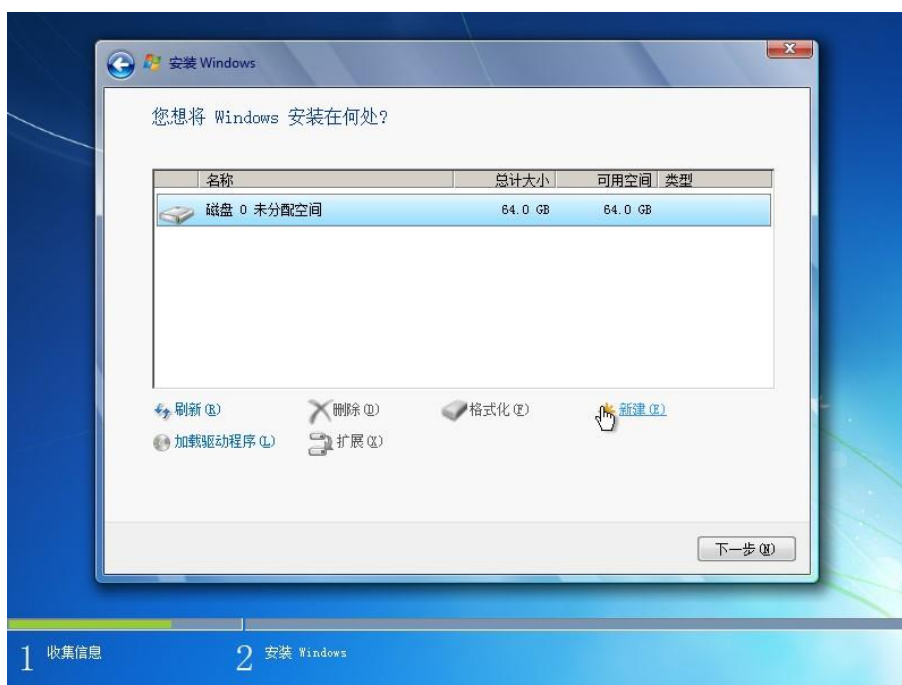 安装 Windows
您想将 Windows 安装在何处?
名称 总计大小 可用空间 类型
磁盘 0 未分配空间 64.0 GB 64.0 GB
刷新(R) 删除(D) 格式化(F) 新建(E)
加载驱动程序(L) 扩展(X)
下一步(N)
1 收集信息 2 安装 Windows